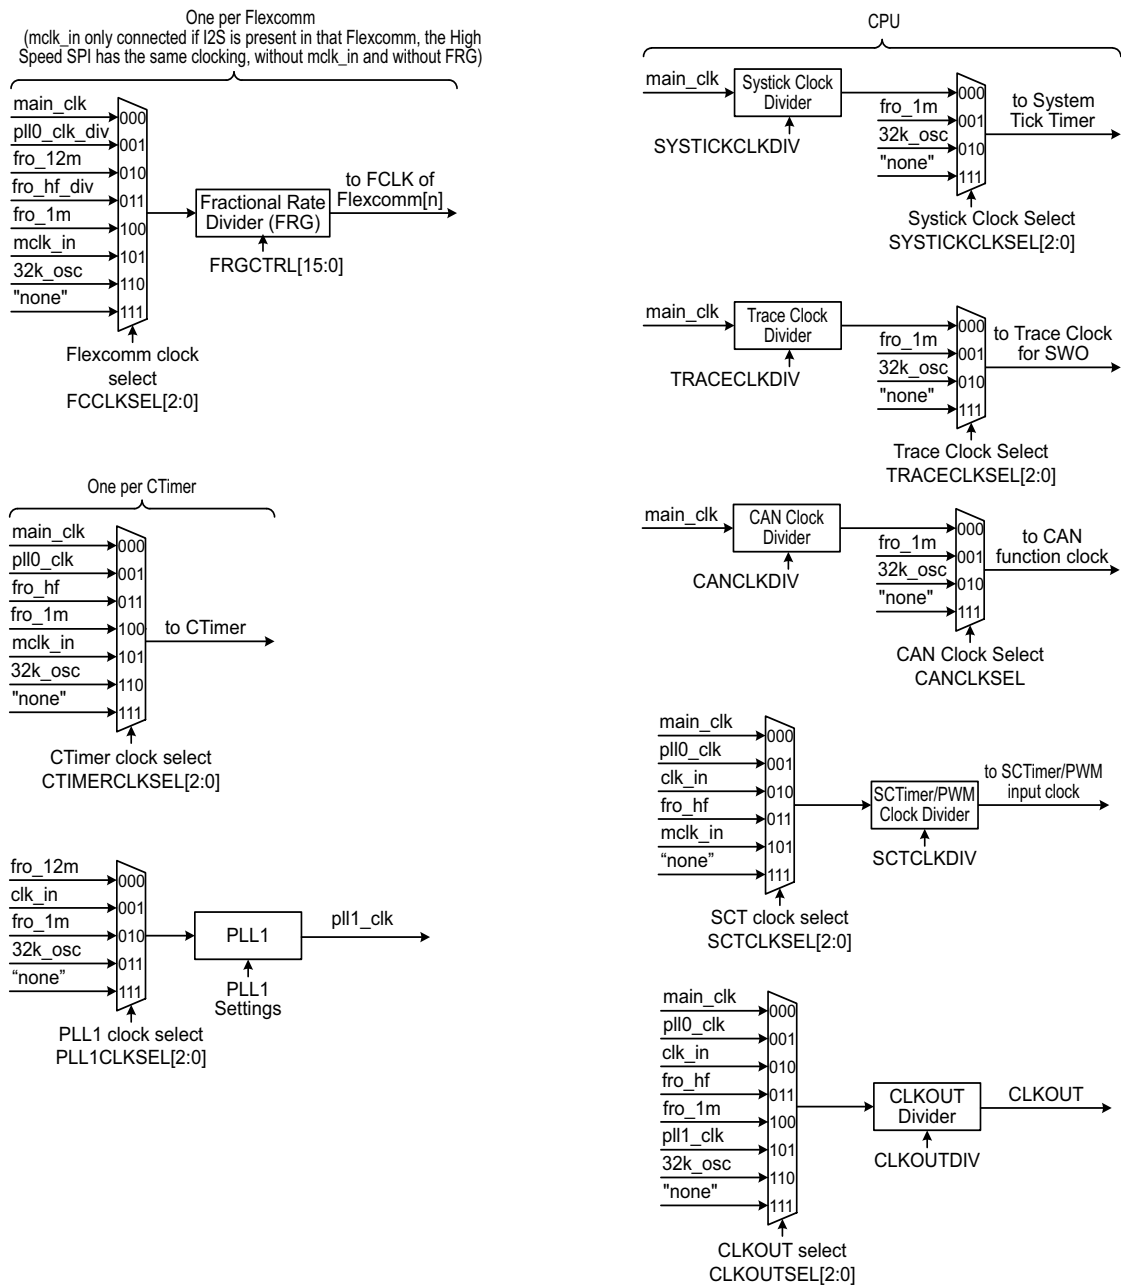 One per Flexcomm
(mclk_in only connected if I2S is present in that Flexcomm, the High
Speed SPI has the same clocking, without mclk_in and without FRG)
main_clk
000
pll0_clk_div
001
fro_12m
010
fro_hf_div
011
fro_1m
100
mclk_in
101
32k_osc
110
"none"
111
Fractional Rate
Divider (FRG)
to FCLK of
Flexcomm[n]
FRGCTRL[15:0]
Flexcomm clock
select
FCCLKSEL[2:0]
One per CTimer
main_clk
000
pll0_clk
001
fro_hf
011
fro_1m
100
mclk_in
101
32k_osc
110
"none"
111
to CTimer
CTimer clock select
CTIMERCLKSEL[2:0]
fro_12m
000
clk_in
001
fro_1m
010
32k_osc
011
“none”
111
PLL1
pll1_clk
PLL1
Settings
PLL1 clock select
PLL1CLKSEL[2:0]
CPU
main_clk
Systick Clock
Divider
SYSTICKCLKDIV
000
fro_1m
001
32k_osc
010
"none"
111
to System
Tick Timer
Systick Clock Select
SYSTICKCLKSEL[2:0]
main_clk
Trace Clock
Divider
TRACECLKDIV
000
fro_1m
001
32k_osc
010
"none"
111
to Trace Clock
for SWO
Trace Clock Select
TRACECLKSEL[2:0]
main_clk
CAN Clock
Divider
CANCLKDIV
000
fro_1m
001
32k_osc
010
"none"
111
to CAN
function clock
CAN Clock Select
CANCLKSEL
main_clk
000
pll0_clk
001
clk_in
010
fro_hf
011
mclk_in
101
“none”
111
SCTimer/PWM
Clock Divider
to SCTimer/PWM
input clock
SCTCLKDIV
SCT clock select
SCTCLKSEL[2:0]
main_clk
000
pll0_clk
001
clk_in
010
fro_hf
011
fro_1m
100
pll1_clk
101
32k_osc
110
"none"
111
CLKOUT
Divider
CLKOUT
CLKOUTDIV
CLKOUT select
CLKOUTSEL[2:0]